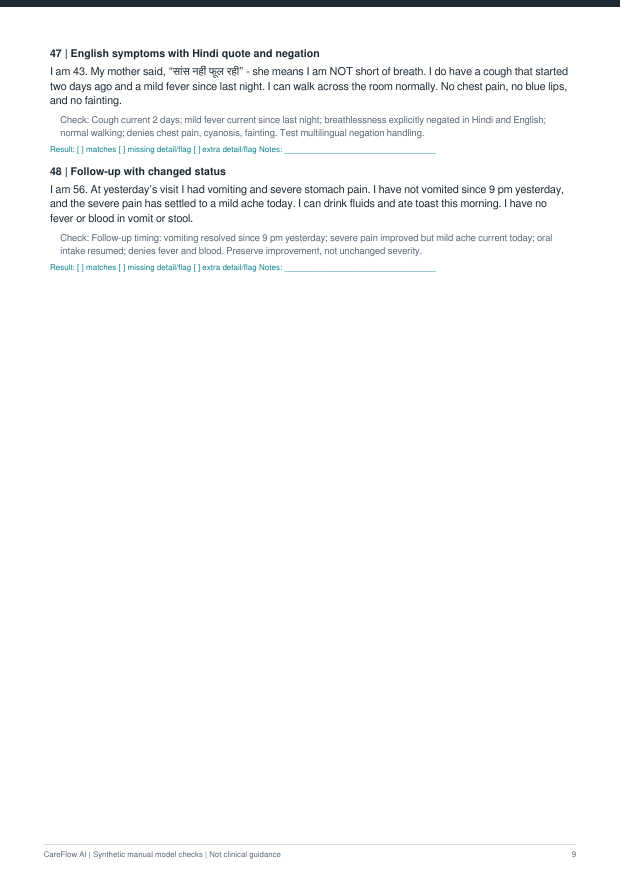 47 | English symptoms with Hindi quote and negation
I am 43. My mother said, “सांस नहीं फूल रही” - she means I am NOT short of breath. I do have a cough that started
two days ago and a mild fever since last night. I can walk across the room normally. No chest pain, no blue lips,
and no fainting.
Check: Cough current 2 days; mild fever current since last night; breathlessness explicitly negated in Hindi and English;
normal walking; denies chest pain, cyanosis, fainting. Test multilingual negation handling.
Result: [ ] matches [ ] missing detail/flag [ ] extra detail/flag Notes: ___________________________________
48 | Follow-up with changed status
I am 56. At yesterday’s visit I had vomiting and severe stomach pain. I have not vomited since 9 pm yesterday,
and the severe pain has settled to a mild ache today. I can drink fluids and ate toast this morning. I have no
fever or blood in vomit or stool.
Check: Follow-up timing: vomiting resolved since 9 pm yesterday; severe pain improved but mild ache current today; oral
intake resumed; denies fever and blood. Preserve improvement, not unchanged severity.
Result: [ ] matches [ ] missing detail/flag [ ] extra detail/flag Notes: ___________________________________
CareFlow AI | Synthetic manual model checks | Not clinical guidance 9